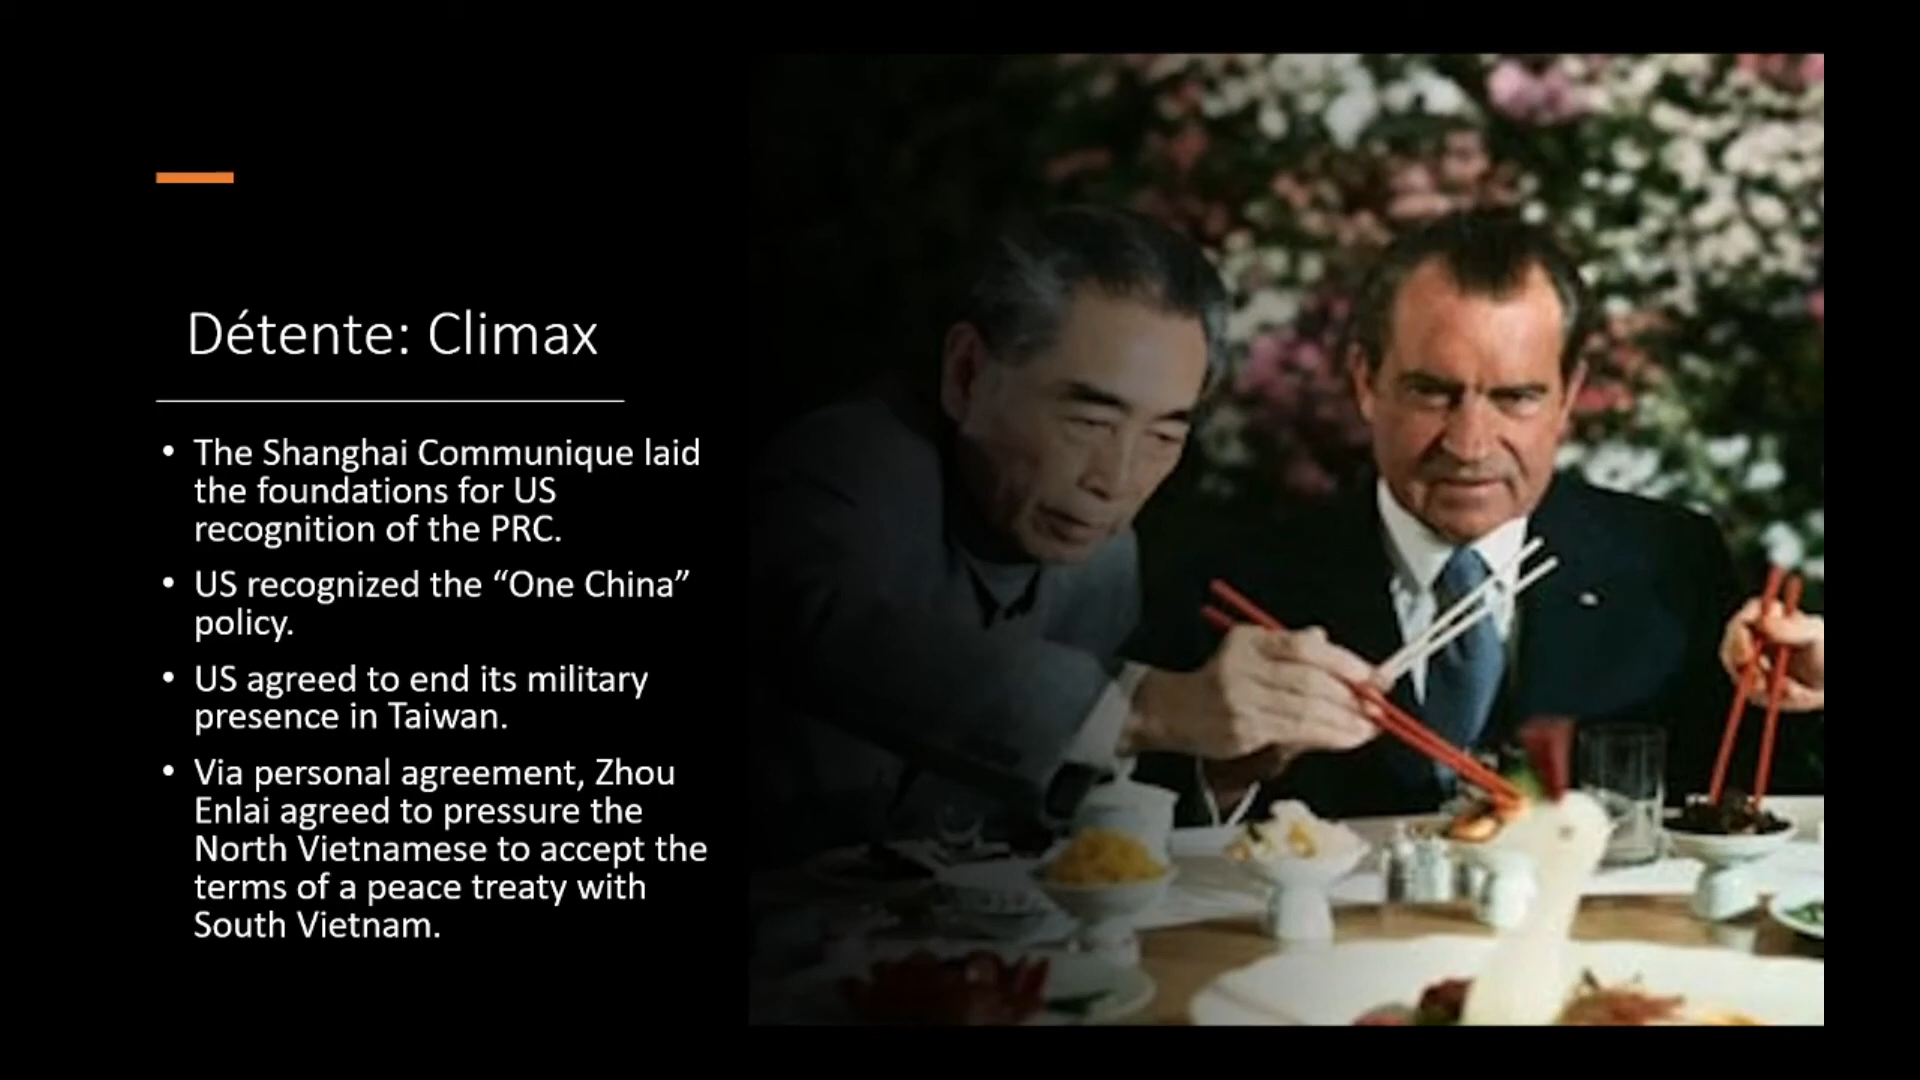 Détente: Climax
• The Shanghai Communique laid
the foundations for US
recognition of the PRC.
• US recognized the “One China”
policy.
• US agreed to end its military
presence in Taiwan.
• Via personal agreement, Zhou
Enlai agreed to pressure the
North Vietnamese to accept the
terms of a peace treaty with
South Vietnam.